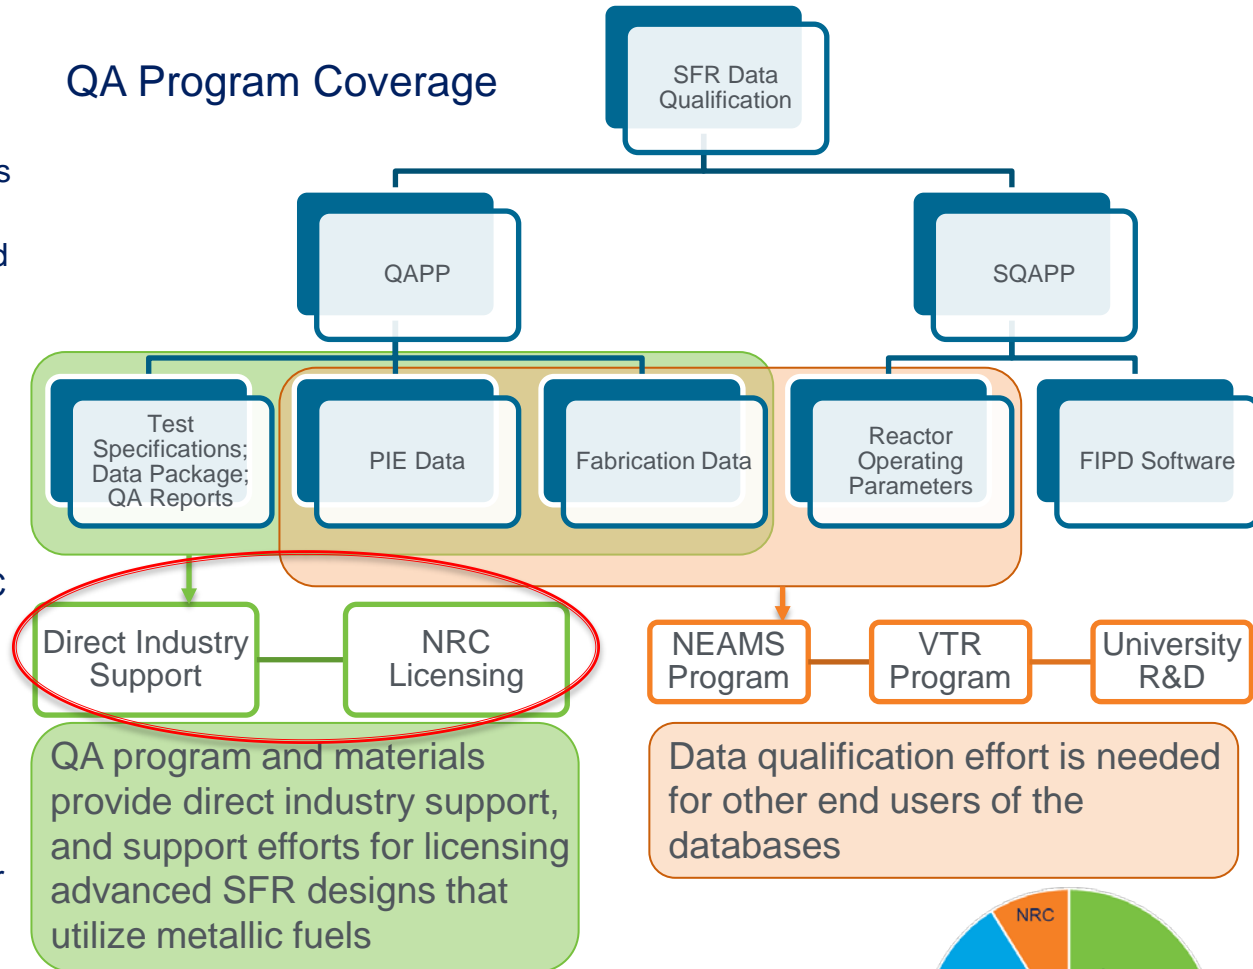 QA Program Coverage
SFR Data
Qualification
s
d
QAPP
SQAPP
Test
Specifications;
Data Package;
QA Reports
PIE Data
Fabrication Data
Reactor
Operating
Parameters
FIPD Software
C
Direct Industry
Support
NRC
Licensing
NEAMS
Program
VTR
Program
University
R&D
QA program and materials
provide direct industry support,
and support efforts for licensing
advanced SFR designs that
utilize metallic fuels
Data qualification effort is needed
for other end users of the
databases
r
NRC